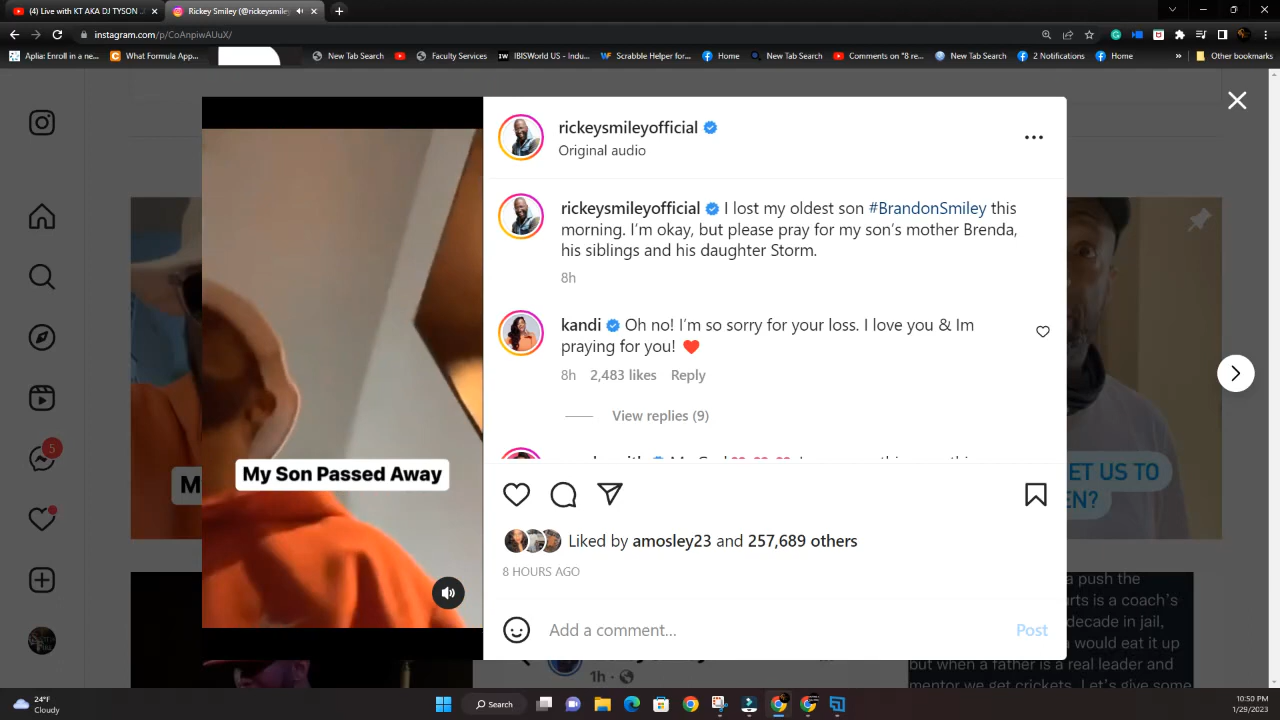 (4) Live with KT AKA DJ TYSON
Rickey Smiley (@rickeysmile
instagram.com/p/CoAnpiwAUuX/
Aplia: Enroll in a ne...
What Formula App...
New Tab Search
Faculty Services
IBISWorld US - Indu...
Scrabble Helper for...
Home
New Tab Search
Comments on "8 re...
New Tab Search
2 Notifications
Home
»
Other bookmarks
rickeysmileyofficial
Original audio
rickeysmileyofficial I lost my oldest son #BrandonSmiley this
morning. I'm okay, but please pray for my son's mother Brenda,
his siblings and his daughter Storm.
8h
kandi Oh no! I'm so sorry for your loss. I love you & Im
praying for you!
8h 2,483 likes Reply
View replies (9)
5
My Son Passed Away
M
ET US TO
EN?
Liked by amosley23 and 257,689 others
8 HOURS AGO
Add a comment...
Post
a push the
urts is a coach's
decade in jail,
would eat it up
but when a father is a real leader and
mentor we get crickets. Let's give some
1h
24°F
Cloudy
Search
10:50 PM
1/29/2023